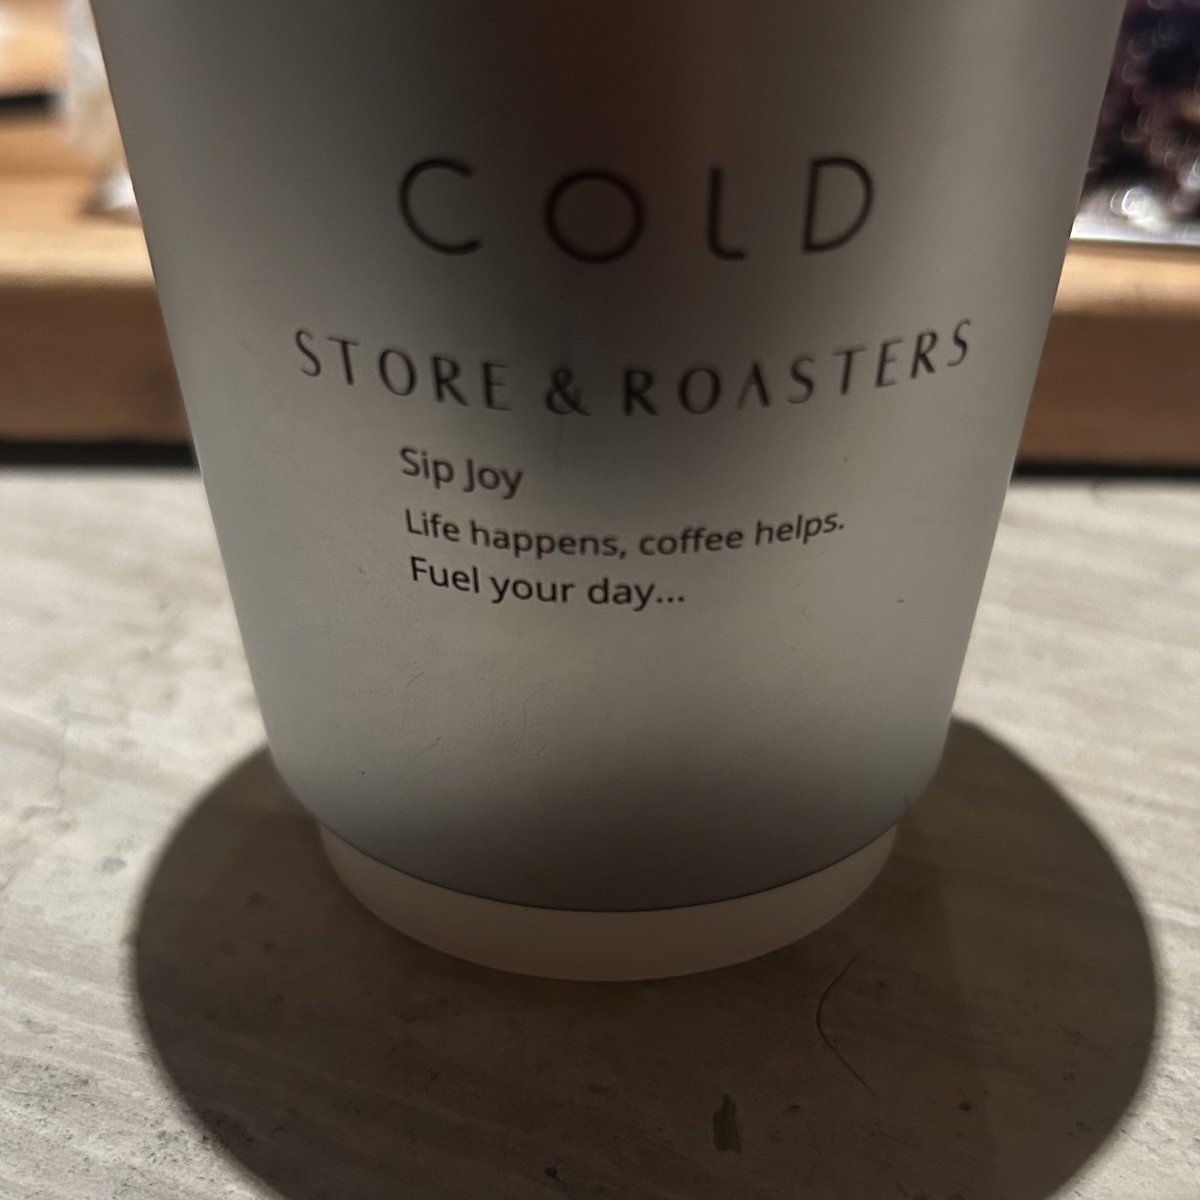 COLD
STORE & ROASTERS
Sip Joy
Life happens, coffee helps.
Fuel your day...